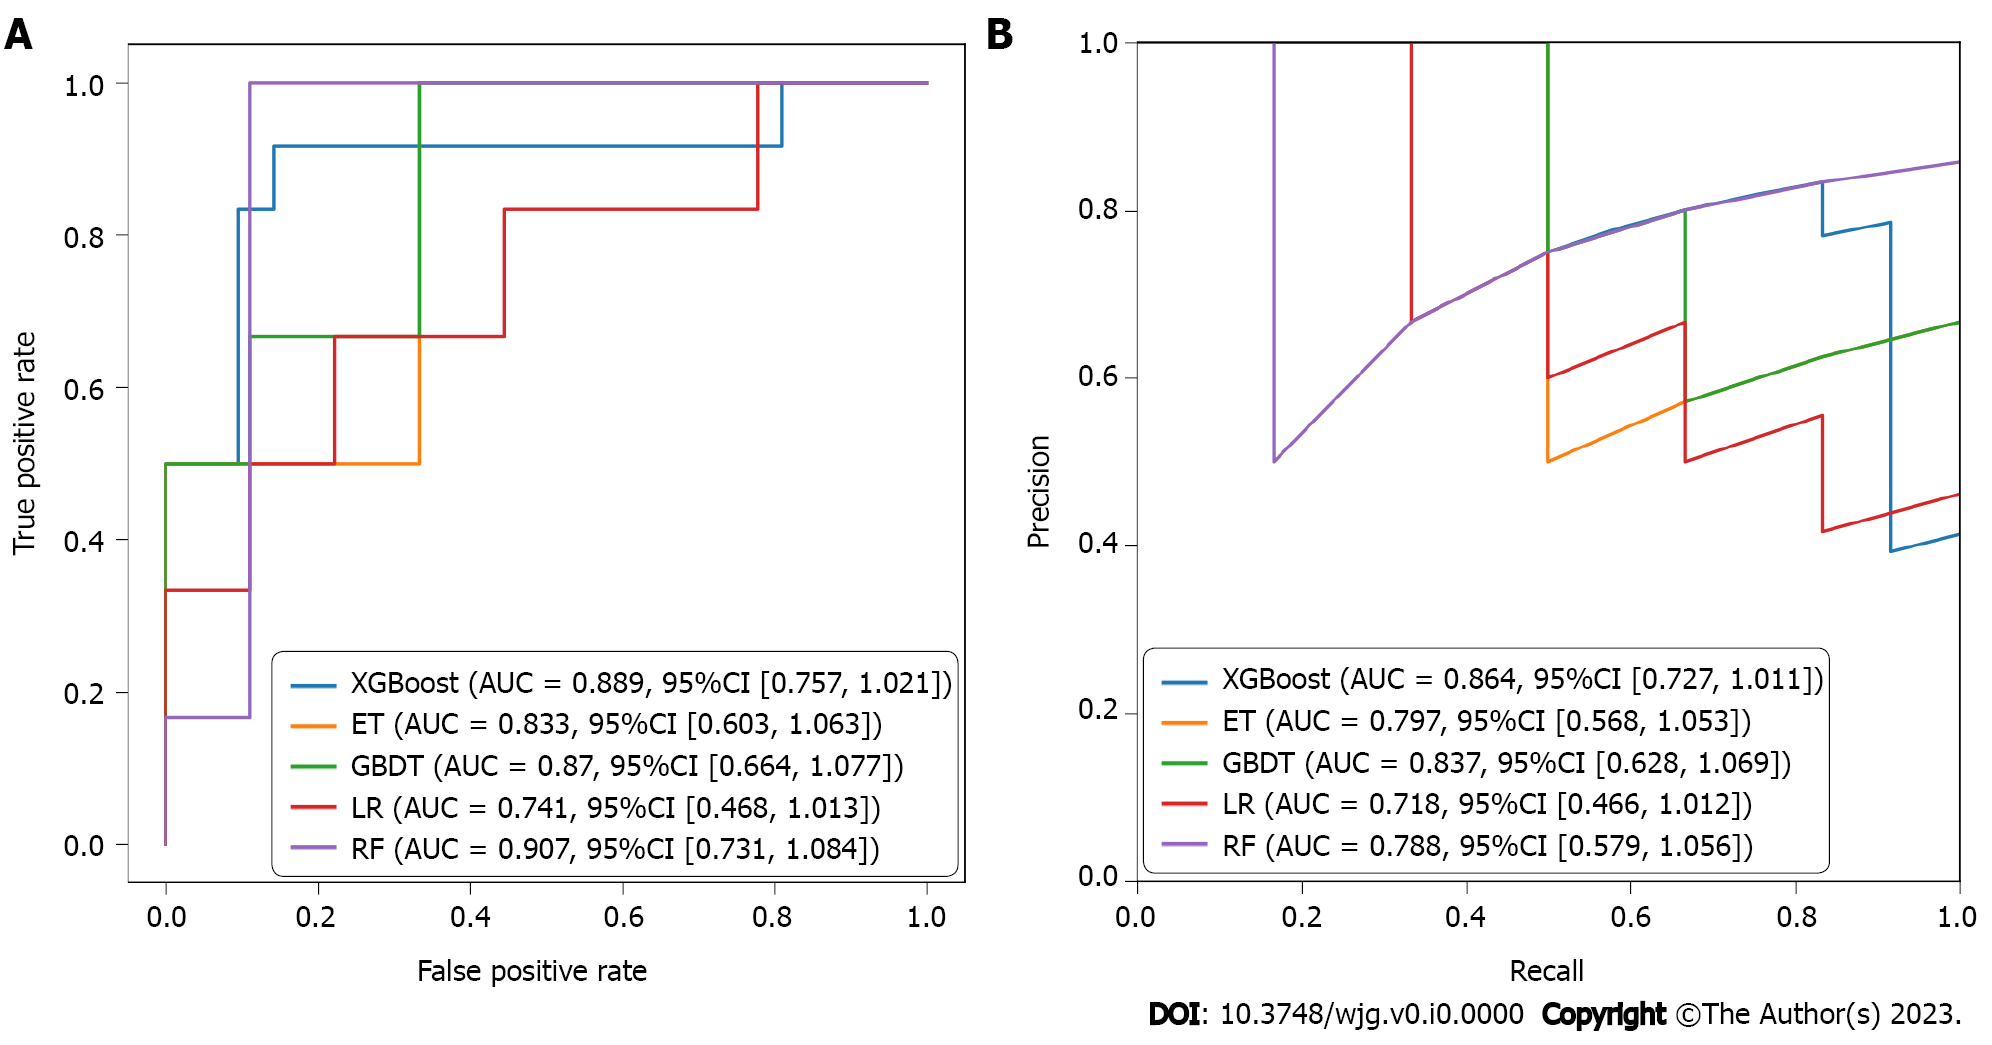 A
1.0
0.8
0.6
0.4
0.2
0.0
True positive rate
XGBoost (AUC = 0.889, 95%CI [0.757, 1.021])
ET (AUC = 0.833, 95%CI [0.603, 1.063])
GBDT (AUC = 0.87, 95%CI [0.664, 1.077])
LR (AUC = 0.741, 95%CI [0.468, 1.013])
RF (AUC = 0.907, 95%CI [0.731, 1.084])
0.0 0.2 0.4 0.6 0.8 1.0
False positive rate
B
1.0
0.8
0.6
0.4
0.2
0.0
Precision
XGBoost (AUC = 0.864, 95%CI [0.727, 1.011])
ET (AUC = 0.797, 95%CI [0.568, 1.053])
GBDT (AUC = 0.837, 95%CI [0.628, 1.069])
LR (AUC = 0.718, 95%CI [0.466, 1.012])
RF (AUC = 0.788, 95%CI [0.579, 1.056])
0.0 0.2 0.4 0.6 0.8 1.0
Recall
DOI: 10.3748/wjg.v0.i0.0000 Copyright ©The Author(s) 2023.